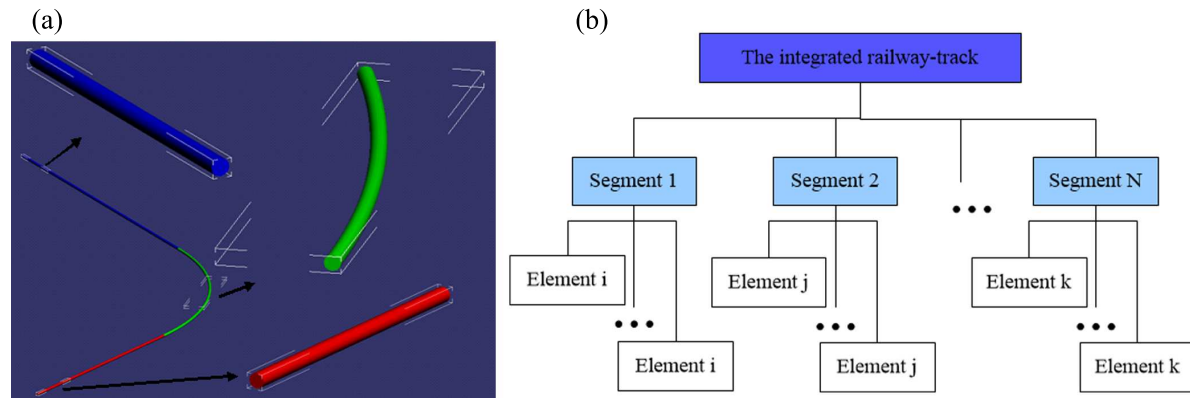 (a)
(b)
The integrated railway-track
Segment 1
Segment 2
Segment N
•••
Element i
Element j
Element k
•••
•••
•••
Element i
Element j
Element k